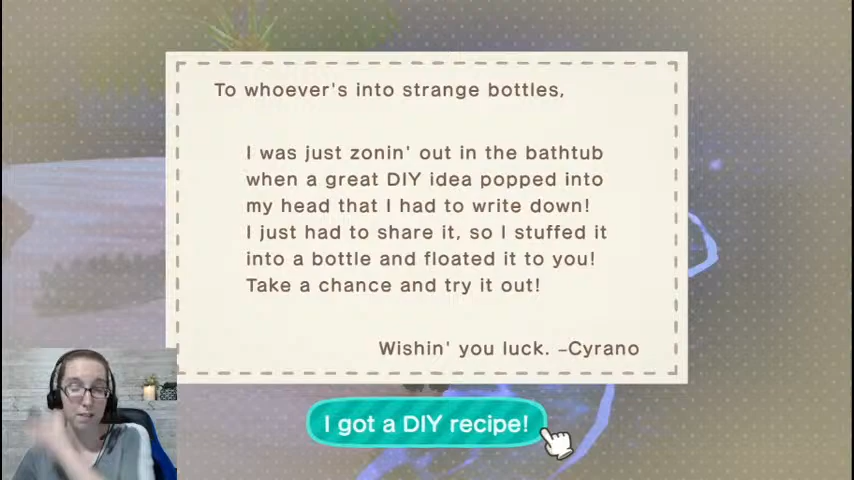 To whoever's into strange bottles,
I was just zonin' out in the bathtub
when a great DIY idea popped into
my head that I had to write down!
I just had to share it, so I stuffed it
into a bottle and floated it to you!
Take a chance and try it out!
Wishin' you luck. –Cyrano
I got a DIY recipe!